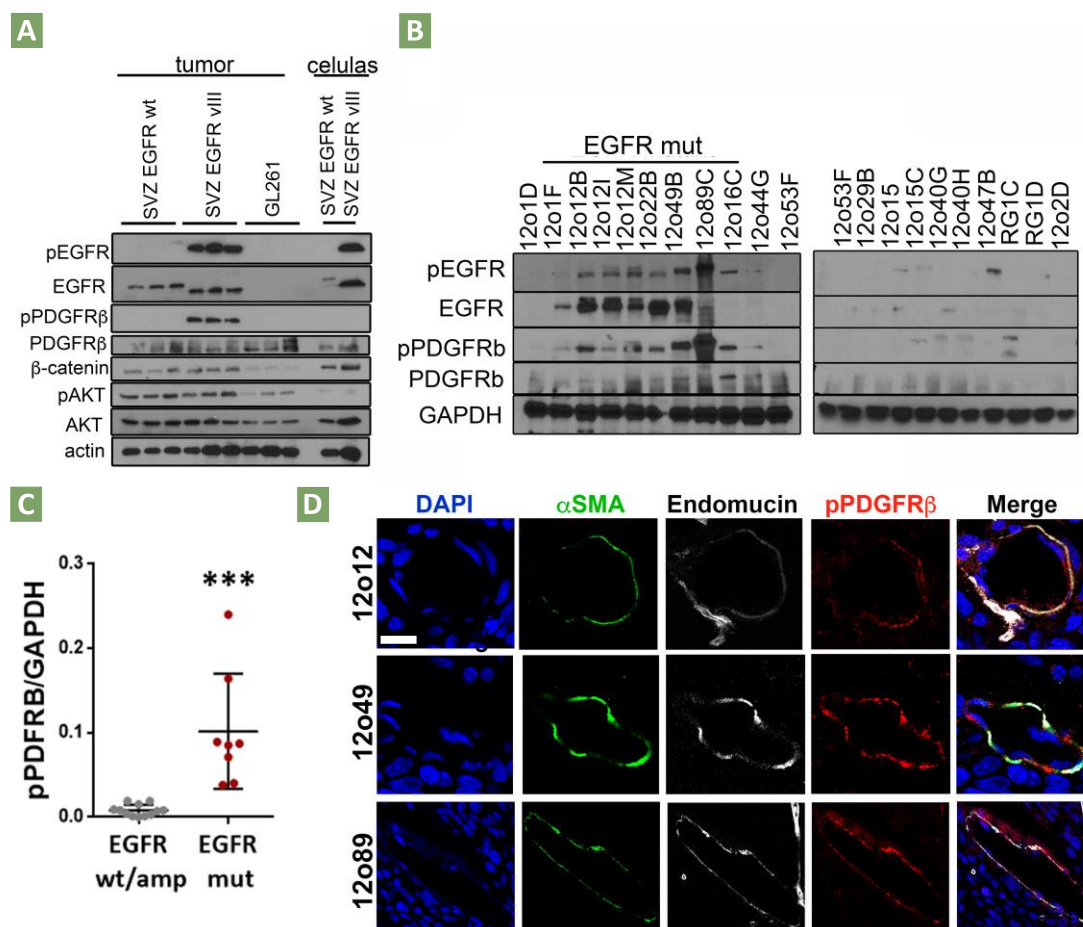 A
tumor
celulas
SVZ EGFR wt
SVZ EGFR vIII
GL261
SVZ EGFR wt
SVZ EGFR vIII
pEGFR
EGFR
pPDGFRβ
PDGFRβ
β-catenin
pAKT
AKT
actin
B
EGFR mut
12o1D
12o1F
12o12B
12o12I
12o12M
12o22B
12o49B
12o89C
12o16C
12o44G
12o53F
12o53F
12o29B
12o15
12o15C
12o40G
12o40H
12o47B
RG1C
RG1D
12o2D
pEGFR
EGFR
pPDGFRb
PDGFRb
GAPDH
C
pPDFRB/GAPDH
0.3
0.2
0.1
0.0
***
EGFR wt/amp
EGFR mut
D
DAPI αSMA Endomucin pPDGFRβ Merge
12o12
12o49
12o89